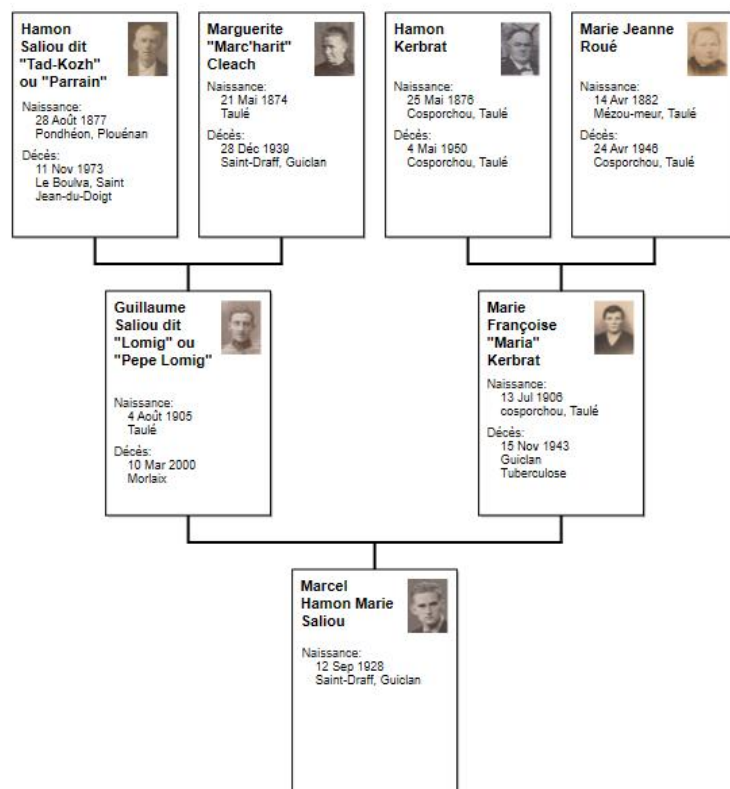 Hamon
Saliou dit
"Tad-Kozh"
ou "Parrain"
Naissance:
28 Août 1877
Pondhéon, Plouénan
Décès:
11 Nov 1973
Le Boulva, Saint
Jean-du-Doigt
Marguerite
"Marc'harit"
Cleach
Naissance:
21 Mai 1874
Taulé
Décès:
28 Déc 1939
Saint-Draff, Guiclan
Hamon
Kerbrat
Naissance:
25 Mai 1876
Cosporchou, Taulé
Décès:
4 Mai 1950
Cosporchou, Taulé
Marie Jeanne
Roué
Naissance:
14 Avr 1882
Mézou-meur, Taulé
Décès:
24 Avr 1946
Cosporchou, Taulé
Guillaume
Saliou dit
"Lomig" ou
"Pepe Lomig"
Naissance:
4 Août 1905
Taulé
Décès:
10 Mar 2000
Morlaix
Marie
Françoise
"Maria"
Kerbrat
Naissance:
13 Jul 1906
cosporchou, Taulé
Décès:
15 Nov 1943
Guiclan
Tuberculose
Marcel
Hamon Marie
Saliou
Naissance:
12 Sep 1928
Saint-Draff, Guiclan